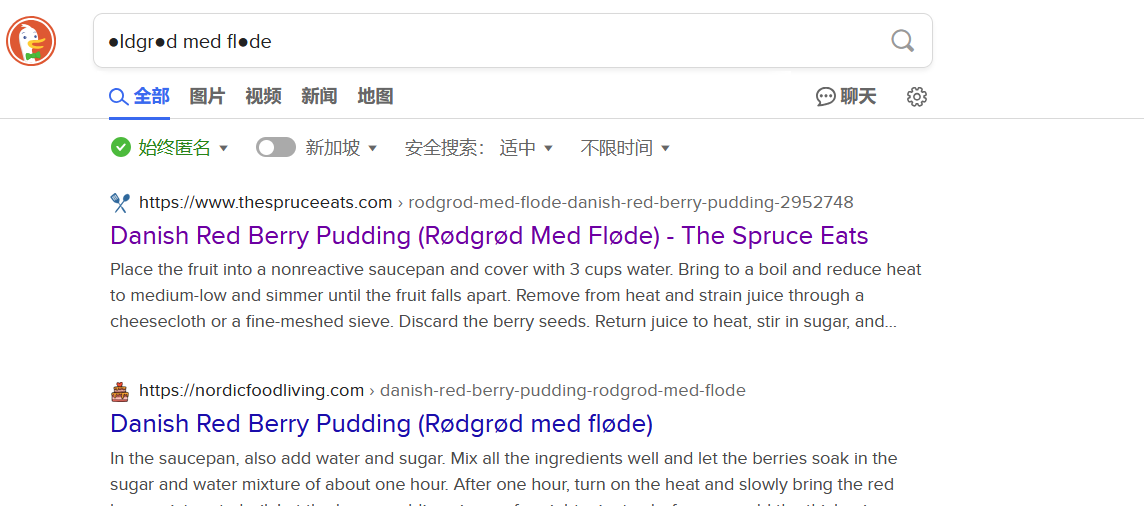 ●ldgr●d med fl●de
全部 图片 视频 新闻 地图 聊天
始终匿名 新加坡 安全搜索: 适中 不限时间
https://www.thespruceeats.com › rodgrod-med-flode-danish-red-berry-pudding-2952748
Danish Red Berry Pudding (Rødgrød Med Fløde) - The Spruce Eats
Place the fruit into a nonreactive saucepan and cover with 3 cups water. Bring to a boil and reduce heat
to medium-low and simmer until the fruit falls apart. Remove from heat and strain juice through a
cheesecloth or a fine-meshed sieve. Discard the berry seeds. Return juice to heat, stir in sugar, and...
https://nordicfoodliving.com › danish-red-berry-pudding-rodgrod-med-flode
Danish Red Berry Pudding (Rødgrød med fløde)
In the saucepan, also add water and sugar. Mix all the ingredients well and let the berries soak in the
sugar and water mixture of about one hour. After one hour, turn on the heat and slowly bring the red